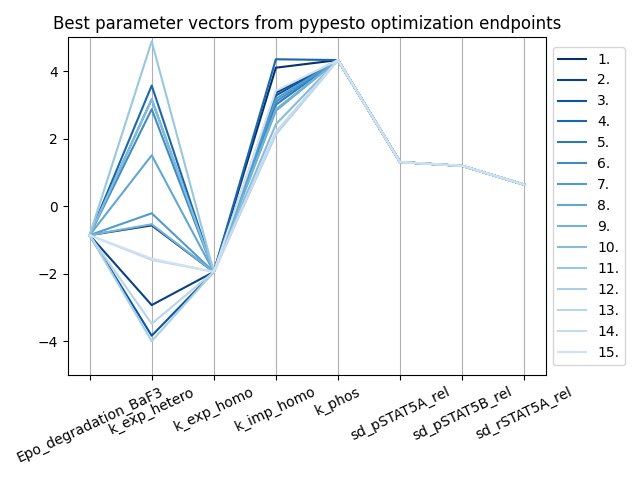 Best parameter vectors from pypesto optimization endpoints
4
2
0
−2
−4
Epo_degradation_BaF3
k_exp_hetero
k_exp_homo
k_imp_homo
k_phos
sd_pSTAT5A_rel
sd_pSTAT5B_rel
sd_rSTAT5A_rel
1.
2.
3.
4.
5.
6.
7.
8.
9.
10.
11.
12.
13.
14.
15.